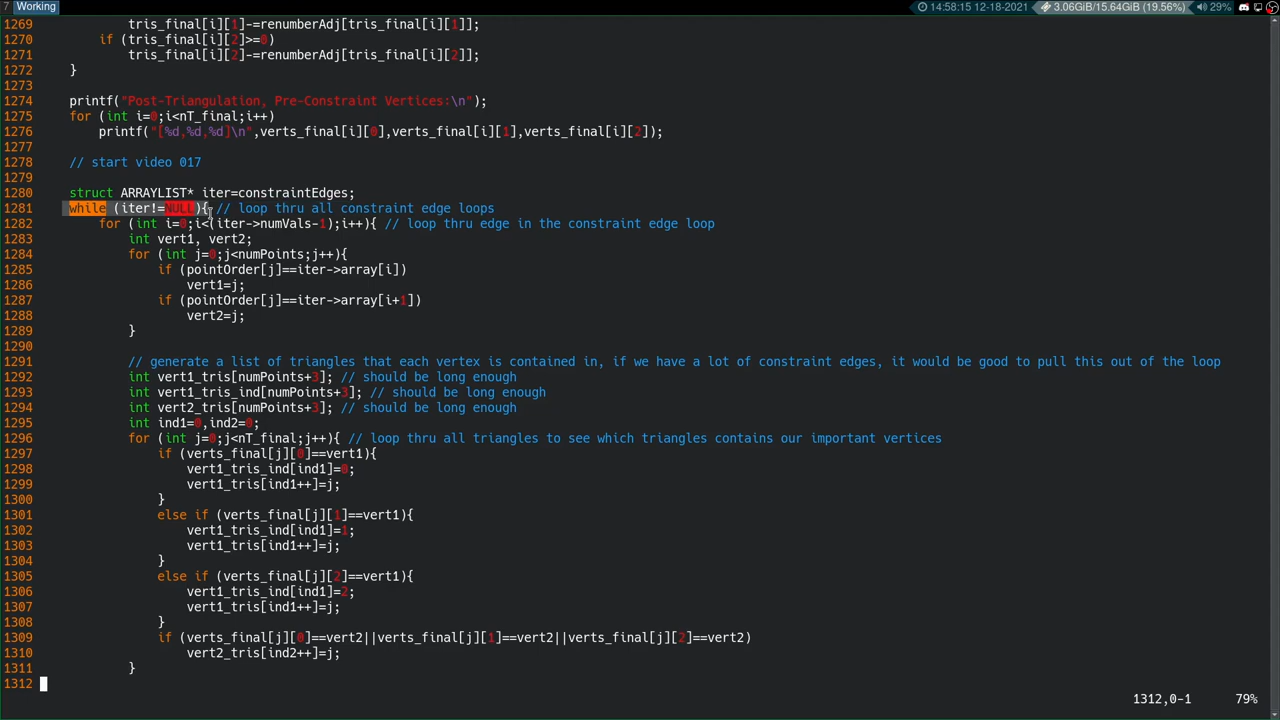 7 Working 14:58:15 12-18-2021 3.06GiB/15.64GiB (19.56%) 29%
1269 tris_final[i][1]-=renumberAdj[tris_final[i][1]];
1270 if (tris_final[i][2]>=0)
1271 tris_final[i][2]-=renumberAdj[tris_final[i][2]];
1272 }
1273
1274 printf("Post-Triangulation, Pre-Constraint Vertices:\n");
1275 for (int i=0;i<nT_final;i++)
1276 printf("[%d,%d,%d]\n",verts_final[i][0],verts_final[i][1],verts_final[i][2]);
1277
1278 // start video 017
1279
1280 struct ARRAYLIST* iter=constraintEdges;
1281 while (iter!=NULL){ // loop thru all constraint edge loops
1282 for (int i=0;i<(iter->numVals-1);i++){ // loop thru edge in the constraint edge loop
1283 int vert1, vert2;
1284 for (int j=0;j<numPoints;j++){
1285 if (pointOrder[j]==iter->array[i])
1286 vert1=j;
1287 if (pointOrder[j]==iter->array[i+1])
1288 vert2=j;
1289 }
1290
1291 // generate a list of triangles that each vertex is contained in, if we have a lot of constraint edges, it would be good to pull this out of the loop
1292 int vert1_tris[numPoints+3]; // should be long enough
1293 int vert1_tris_ind[numPoints+3]; // should be long enough
1294 int vert2_tris[numPoints+3]; // should be long enough
1295 int ind1=0,ind2=0;
1296 for (int j=0;j<nT_final;j++){ // loop thru all triangles to see which triangles contains our important vertices
1297 if (verts_final[j][0]==vert1){
1298 vert1_tris_ind[ind1]=0;
1299 vert1_tris[ind1++]=j;
1300 }
1301 else if (verts_final[j][1]==vert1){
1302 vert1_tris_ind[ind1]=1;
1303 vert1_tris[ind1++]=j;
1304 }
1305 else if (verts_final[j][2]==vert1){
1306 vert1_tris_ind[ind1]=2;
1307 vert1_tris[ind1++]=j;
1308 }
1309 if (verts_final[j][0]==vert2||verts_final[j][1]==vert2||verts_final[j][2]==vert2)
1310 vert2_tris[ind2++]=j;
1311 }
1312
1312,0-1 79%